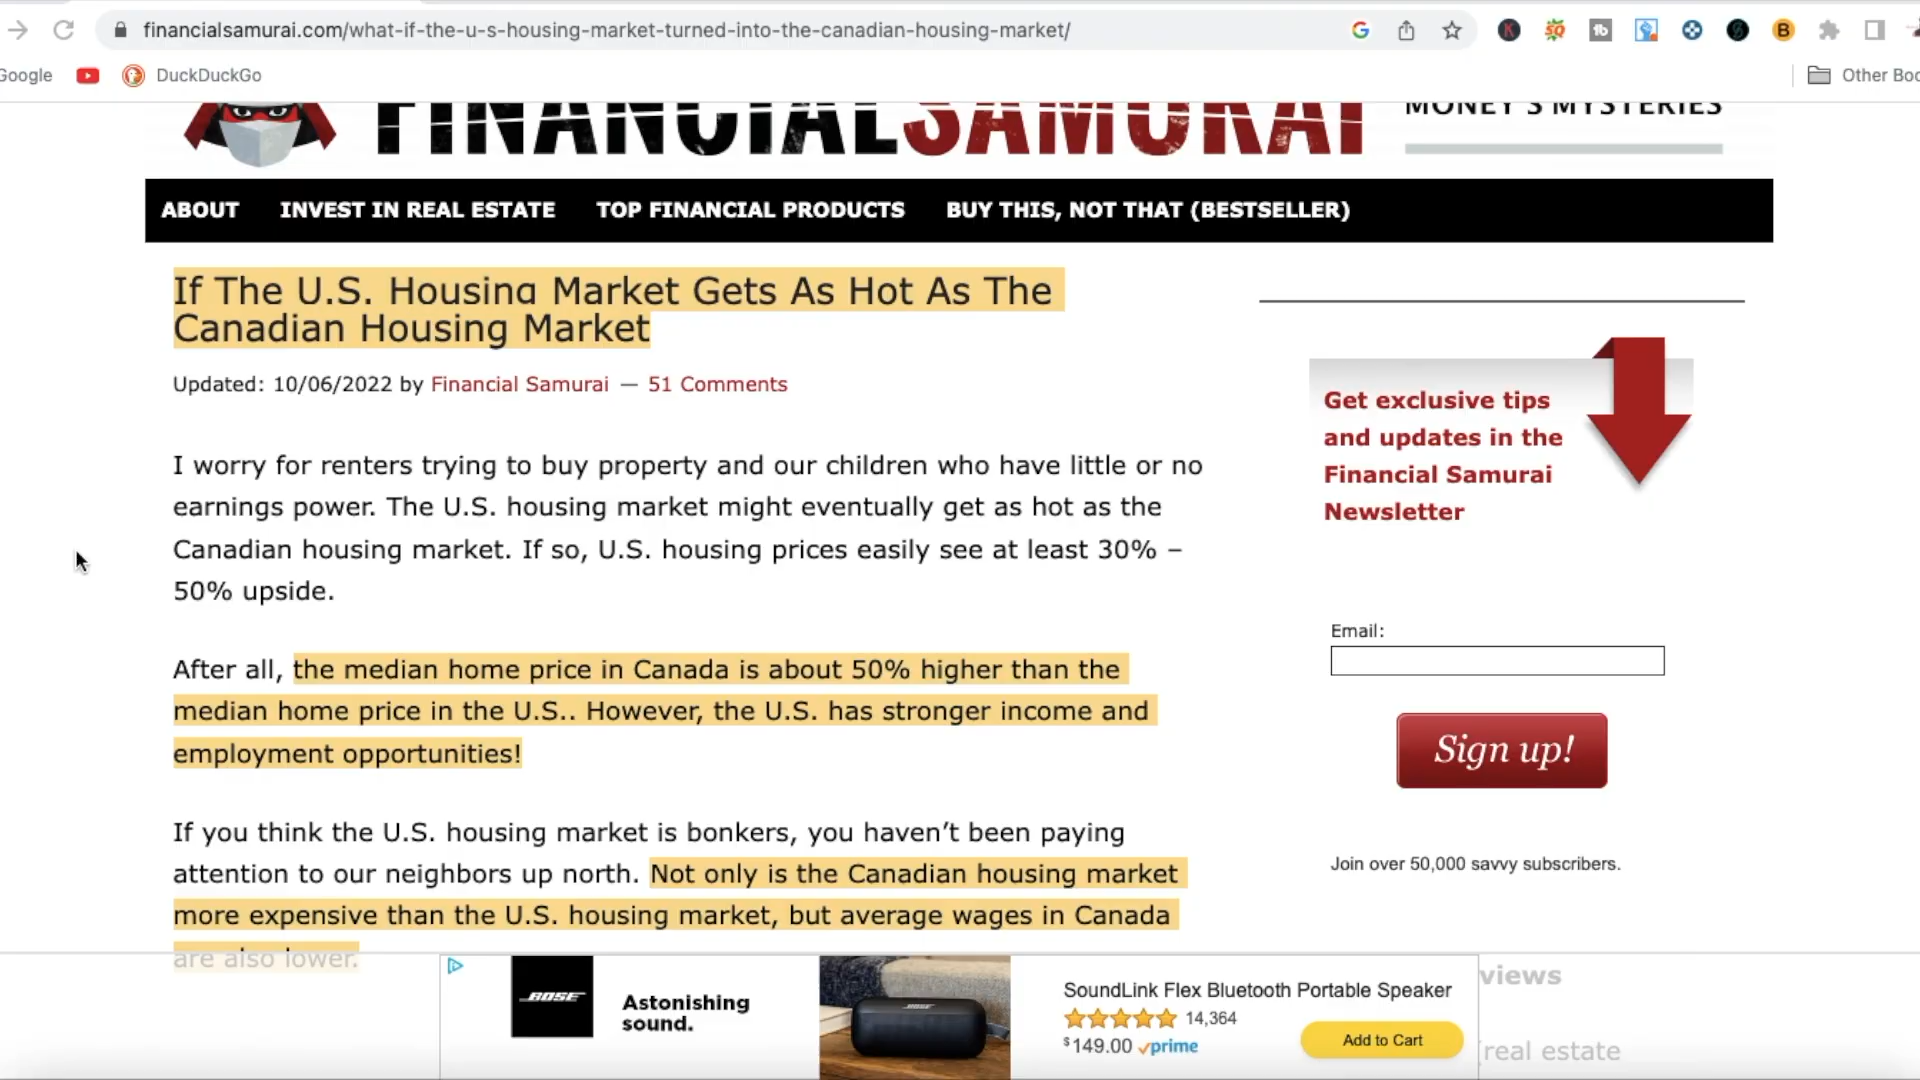 financialsamurai.com/what-if-the-u-s-housing-market-turned-into-the-canadian-housing-market/
Google
DuckDuckGo
Other Boo
FINANCIALSAMURAI
MONEY'S MYSTERIES
ABOUT
INVEST IN REAL ESTATE
TOP FINANCIAL PRODUCTS
BUY THIS, NOT THAT (BESTSELLER)
If The U.S. Housing Market Gets As Hot As The
Canadian Housing Market
Updated: 10/06/2022 by Financial Samurai — 51 Comments
I worry for renters trying to buy property and our children who have little or no
earnings power. The U.S. housing market might eventually get as hot as the
Canadian housing market. If so, U.S. housing prices easily see at least 30% –
50% upside.
After all, the median home price in Canada is about 50% higher than the
median home price in the U.S.. However, the U.S. has stronger income and
employment opportunities!
If you think the U.S. housing market is bonkers, you haven't been paying
attention to our neighbors up north. Not only is the Canadian housing market
more expensive than the U.S. housing market, but average wages in Canada
are also lower.
Get exclusive tips
and updates in the
Financial Samurai
Newsletter
Email:
Sign up!
Join over 50,000 savvy subscribers.
views
real estate
BOSE
Astonishing
sound.
SoundLink Flex Bluetooth Portable Speaker
14,364
$149.00 prime
Add to Cart